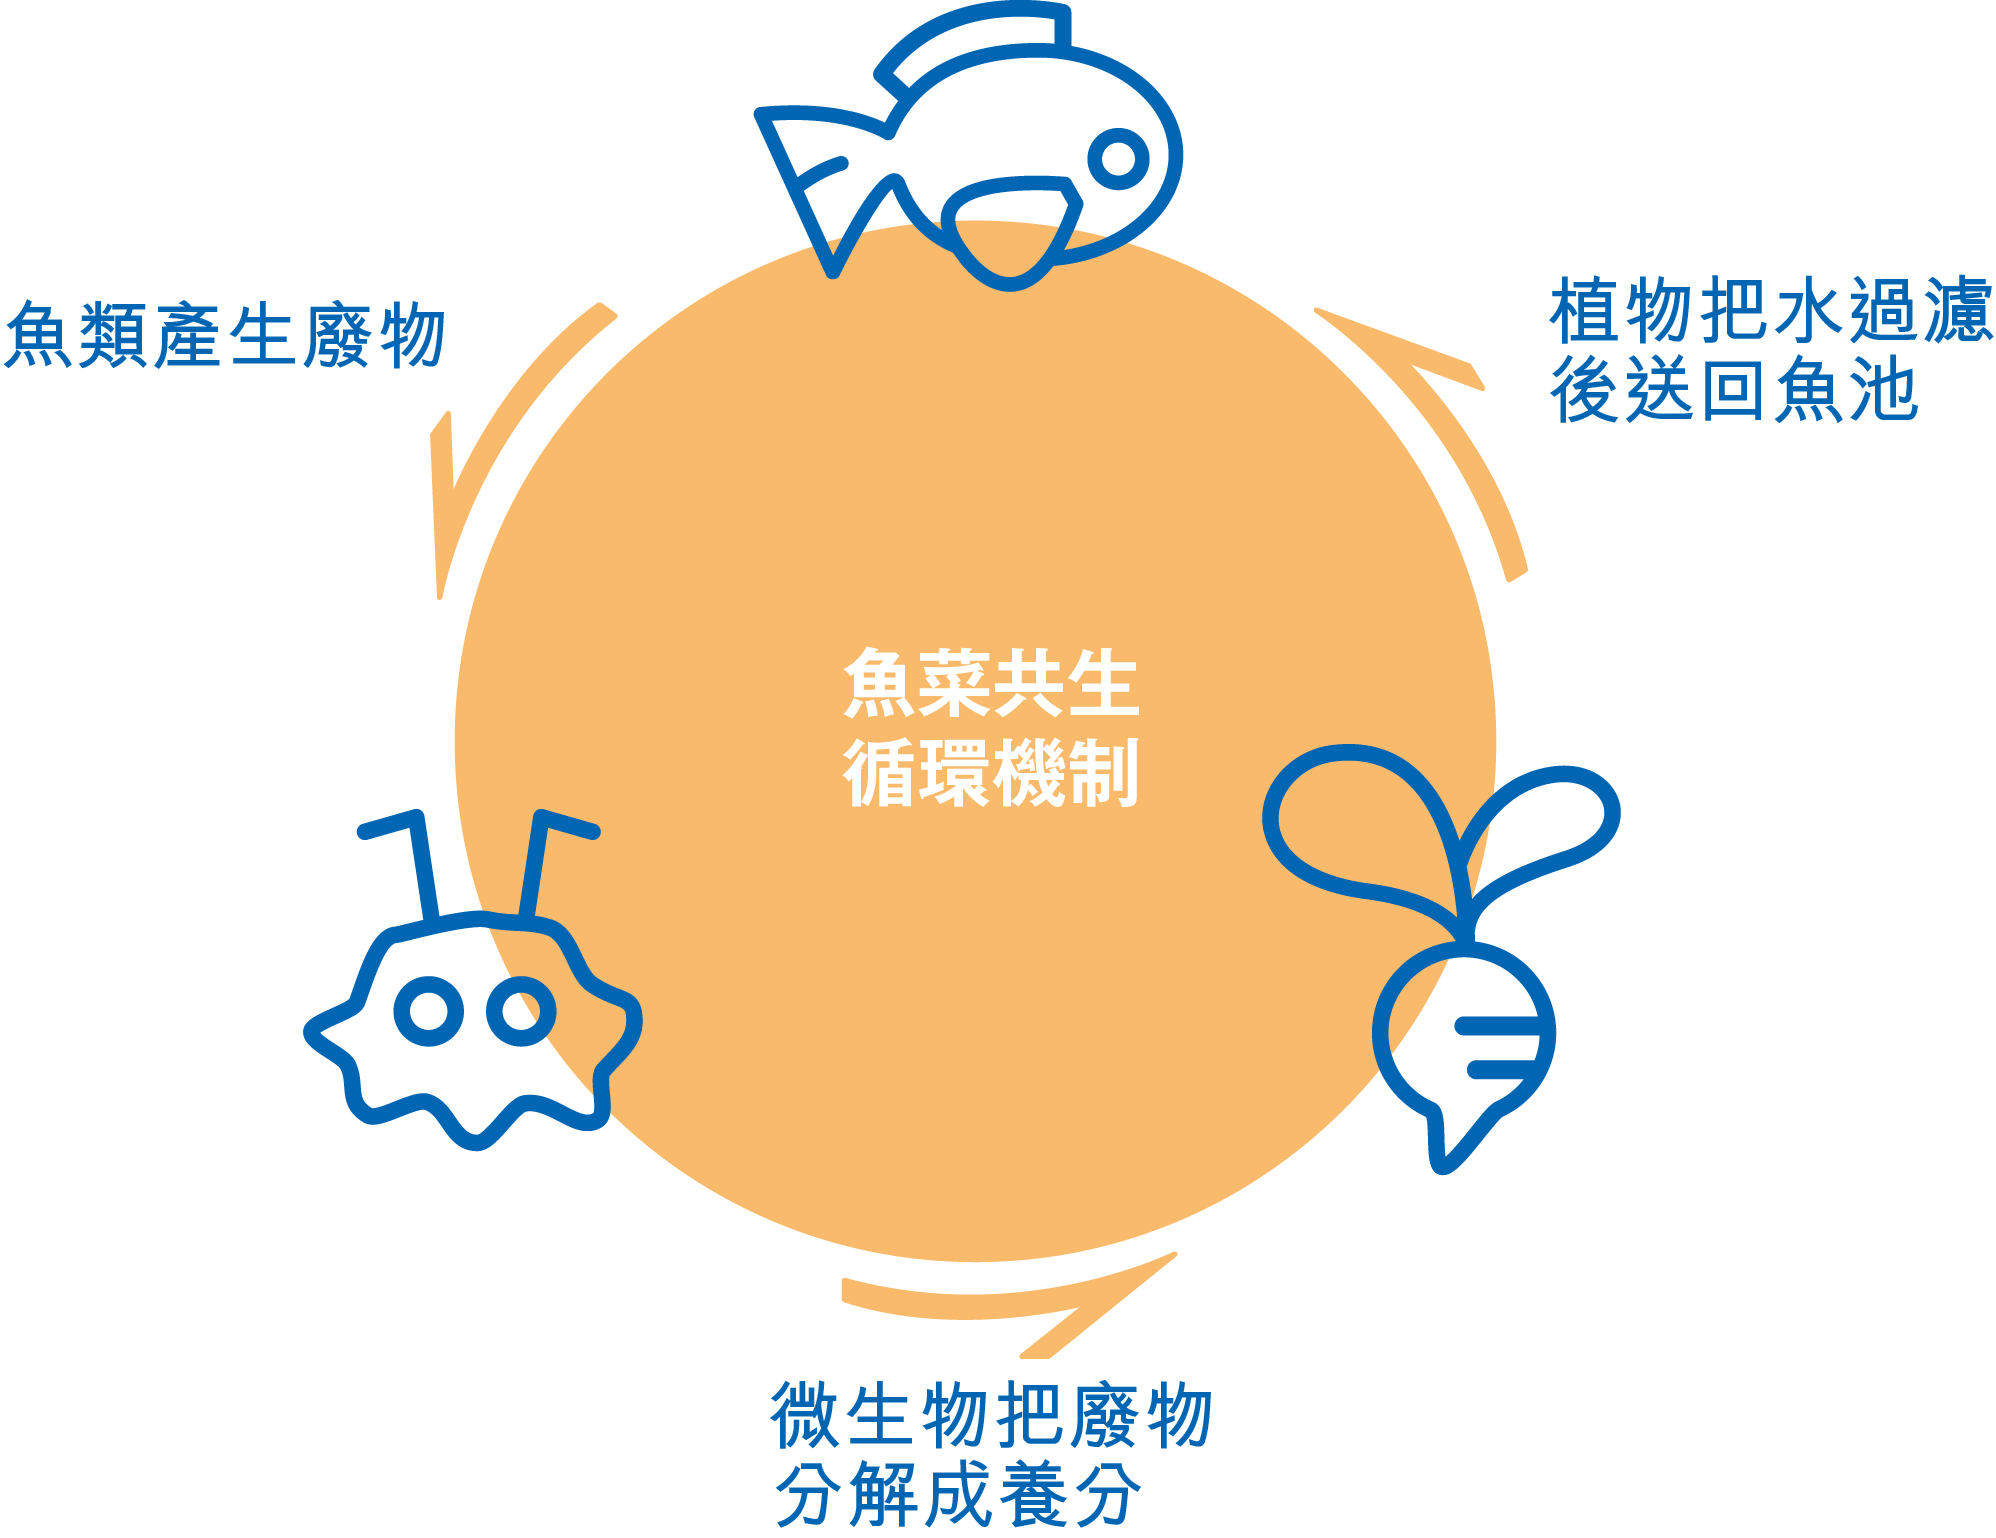 魚類產生廢物
植物把水過濾
後送回魚池
魚菜共生
循環機制
微生物把廢物
分解成養分